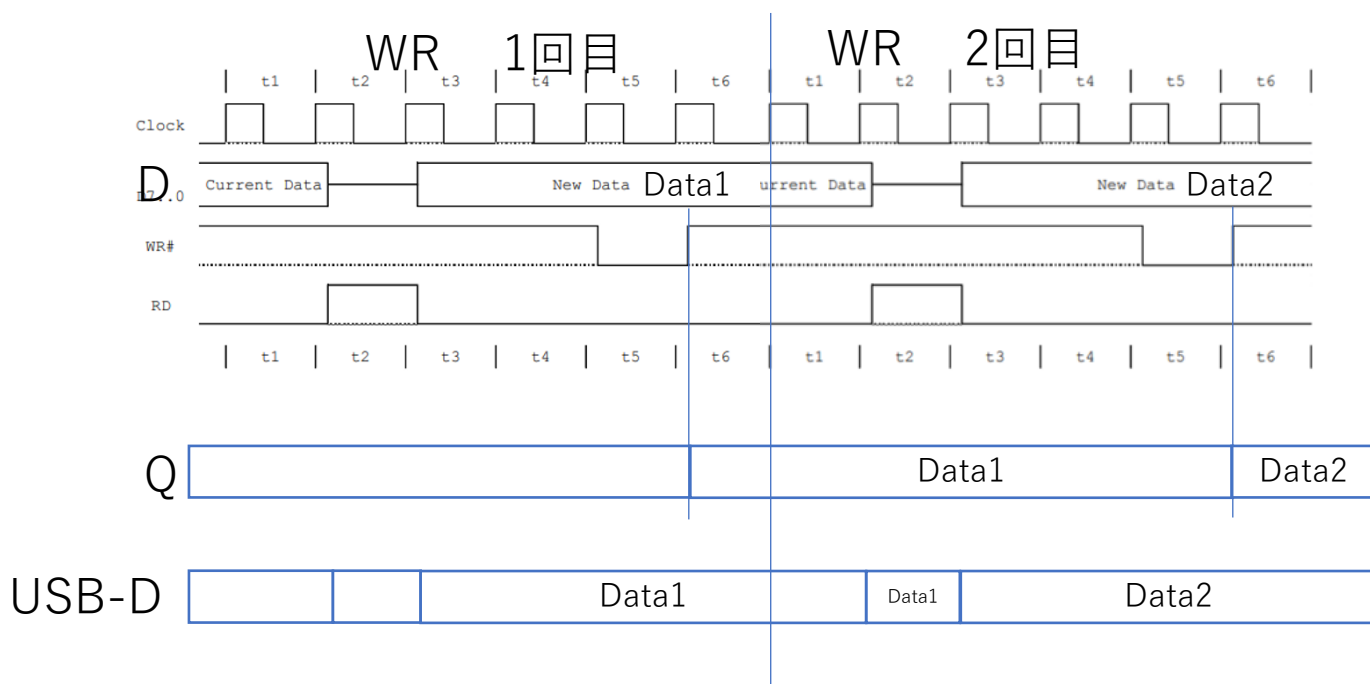 WR 1回目 WR 2回目
t1 t2 t3 t4 t5 t6 t1 t2 t3 t4 t5 t6
Clock
D
Current Data New Data Data1 urrent Data New Data Data2
D7..0
WR#
RD
t1 t2 t3 t4 t5 t6 t1 t2 t3 t4 t5 t6
Q Data1 Data2
USB-D Data1 Data1 Data2